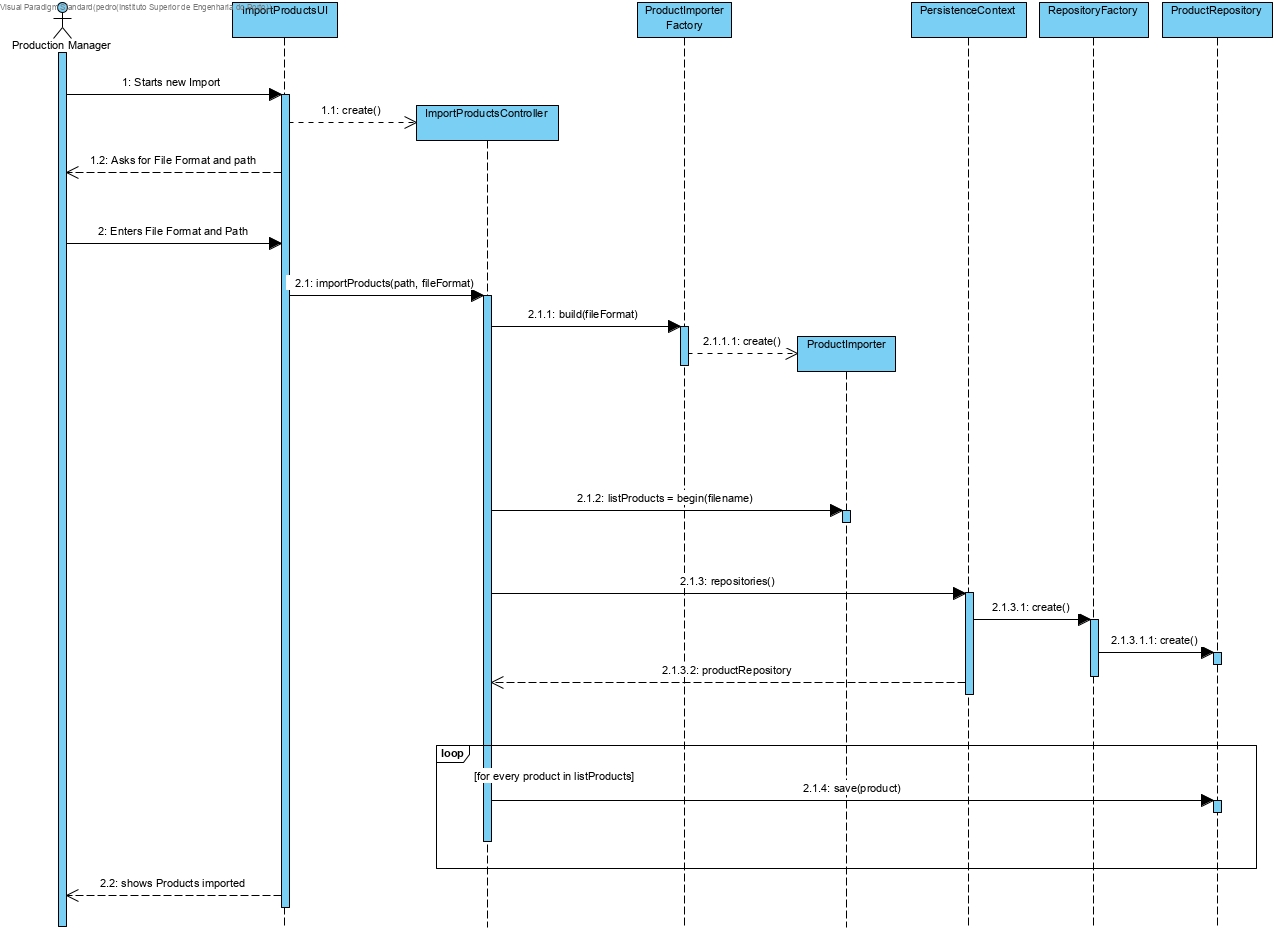 Visual Paradigm Standard(pedro(Instituto Superior de Engenharia do Porto
ImportProductsUI
ProductImporter
Factory
PersistenceContext
RepositoryFactory
ProductRepository
Production Manager
1: Starts new Import
1.1: create()
ImportProductsController
1.2: Asks for File Format and path
2: Enters File Format and Path
2.1: importProducts(path, fileFormat)
2.1.1: build(fileFormat)
2.1.1.1: create()
ProductImporter
2.1.2: listProducts = begin(filename)
2.1.3: repositories()
2.1.3.1: create()
2.1.3.1.1: create()
2.1.3.2: productRepository
loop
[for every product in listProducts]
2.1.4: save(product)
2.2: shows Products imported